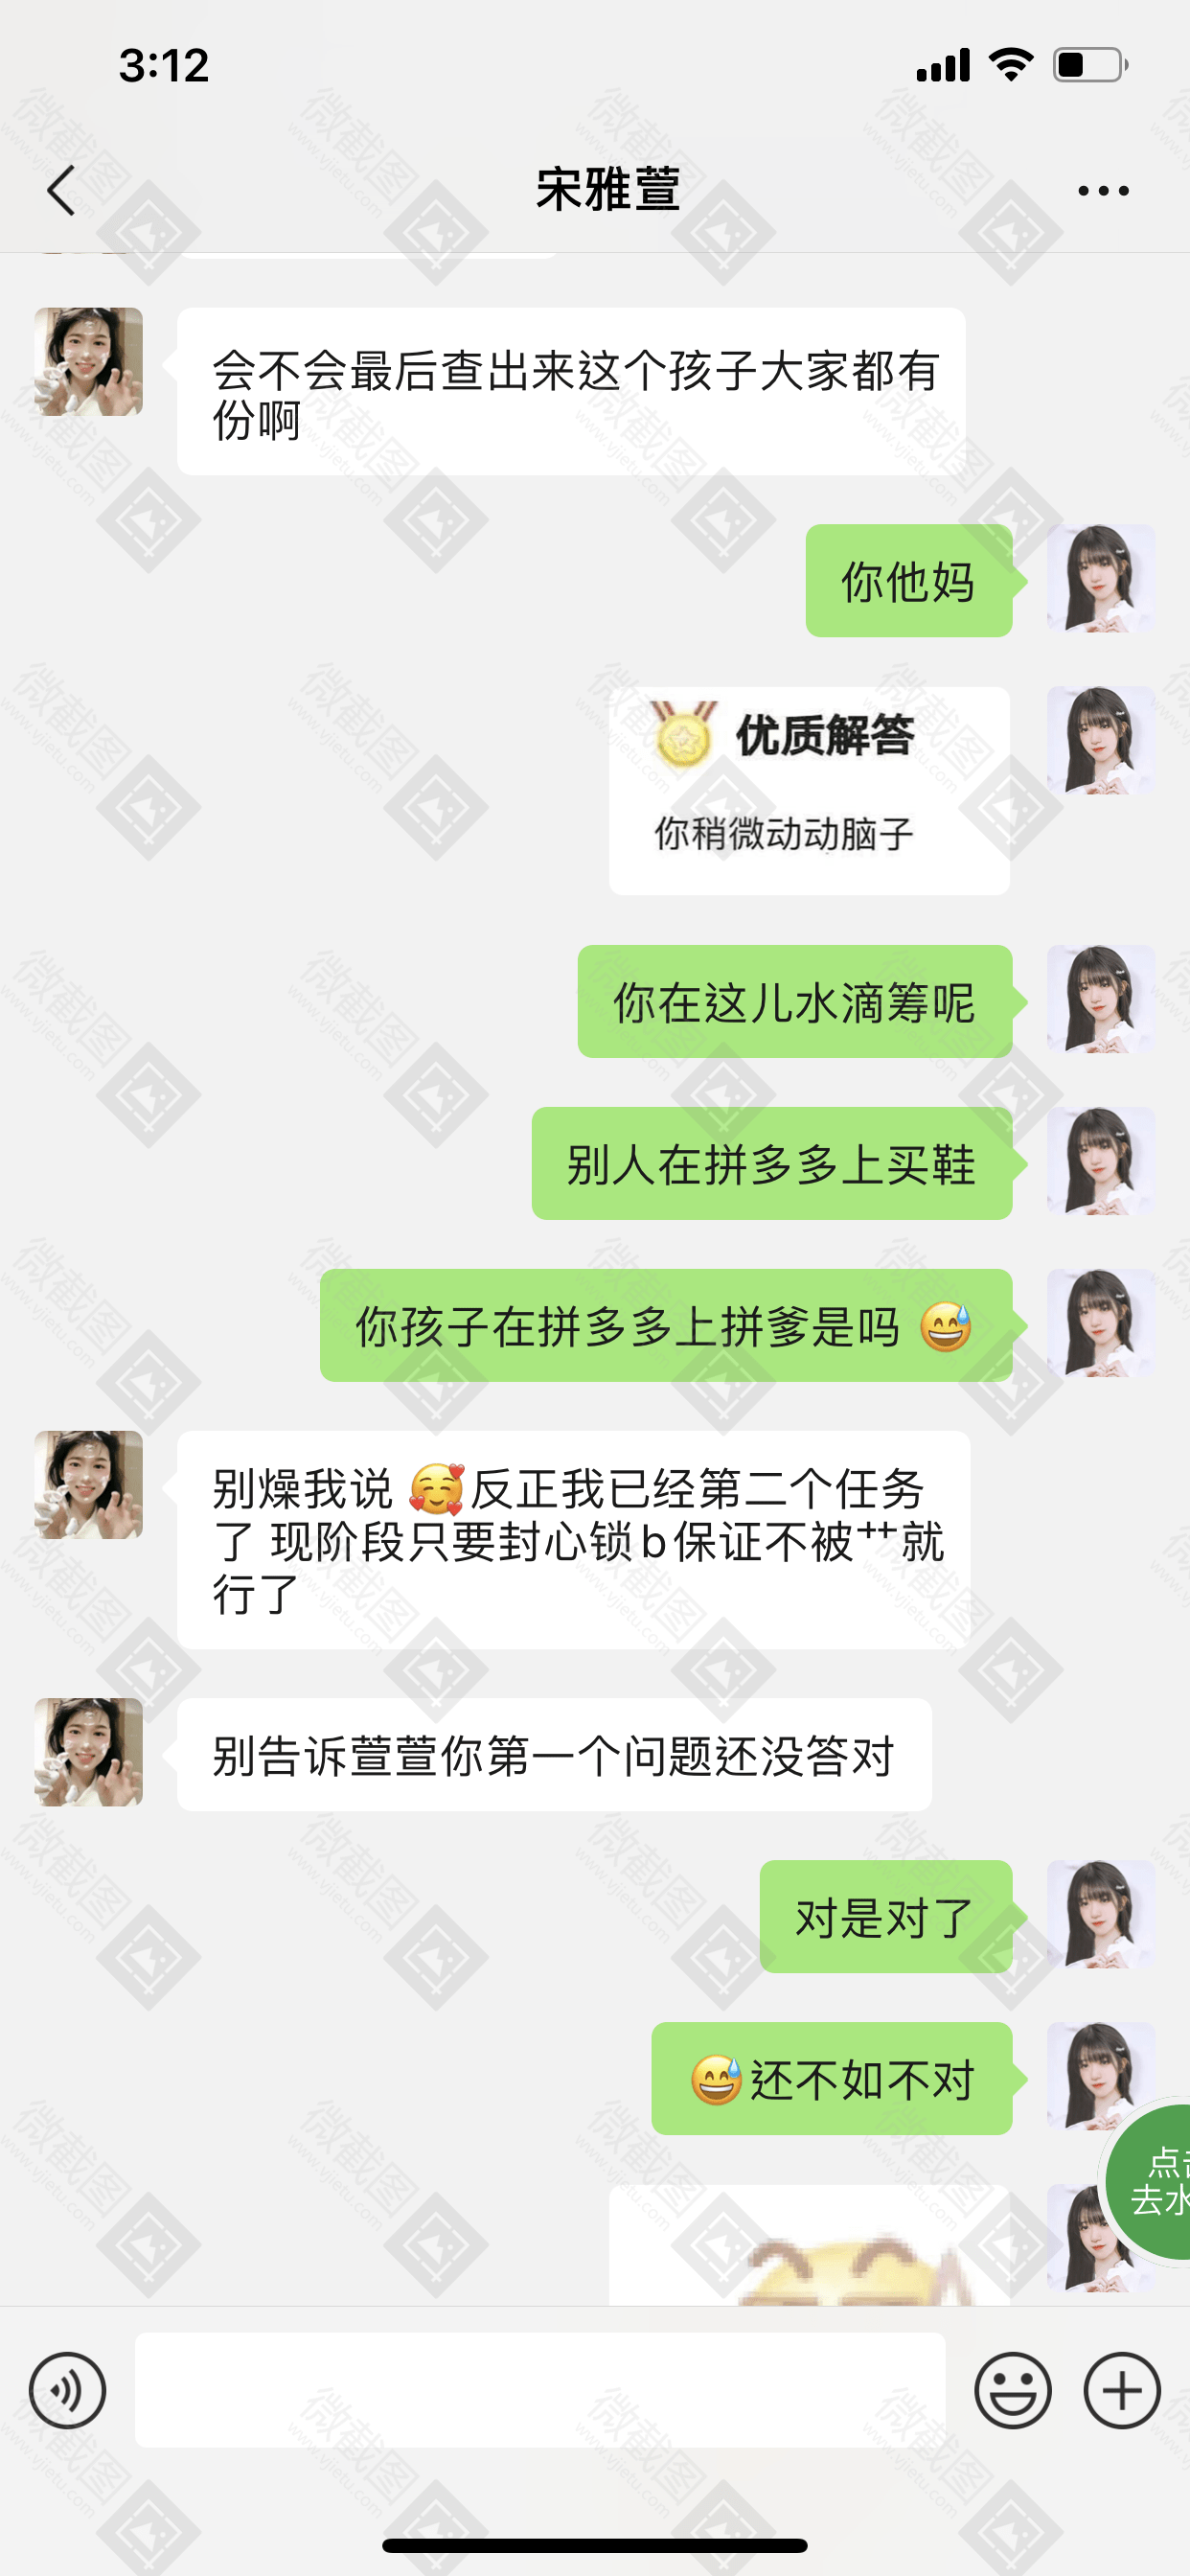 3:12
宋雅萱
会不会最后查出来这个孩子大家都有
份啊
你他妈
优质解答
你稍微动动脑子
你在这儿水滴筹呢
别人在拼多多上买鞋
你孩子在拼多多上拼爹是吗 😅
别燥我说 🥰反正我已经第二个任务
了 现阶段只要封心锁b保证不被艹就
行了
别告诉萱萱你第一个问题还没答对
对是对了
😅还不如不对
去水
微截图
www.vjietu.com